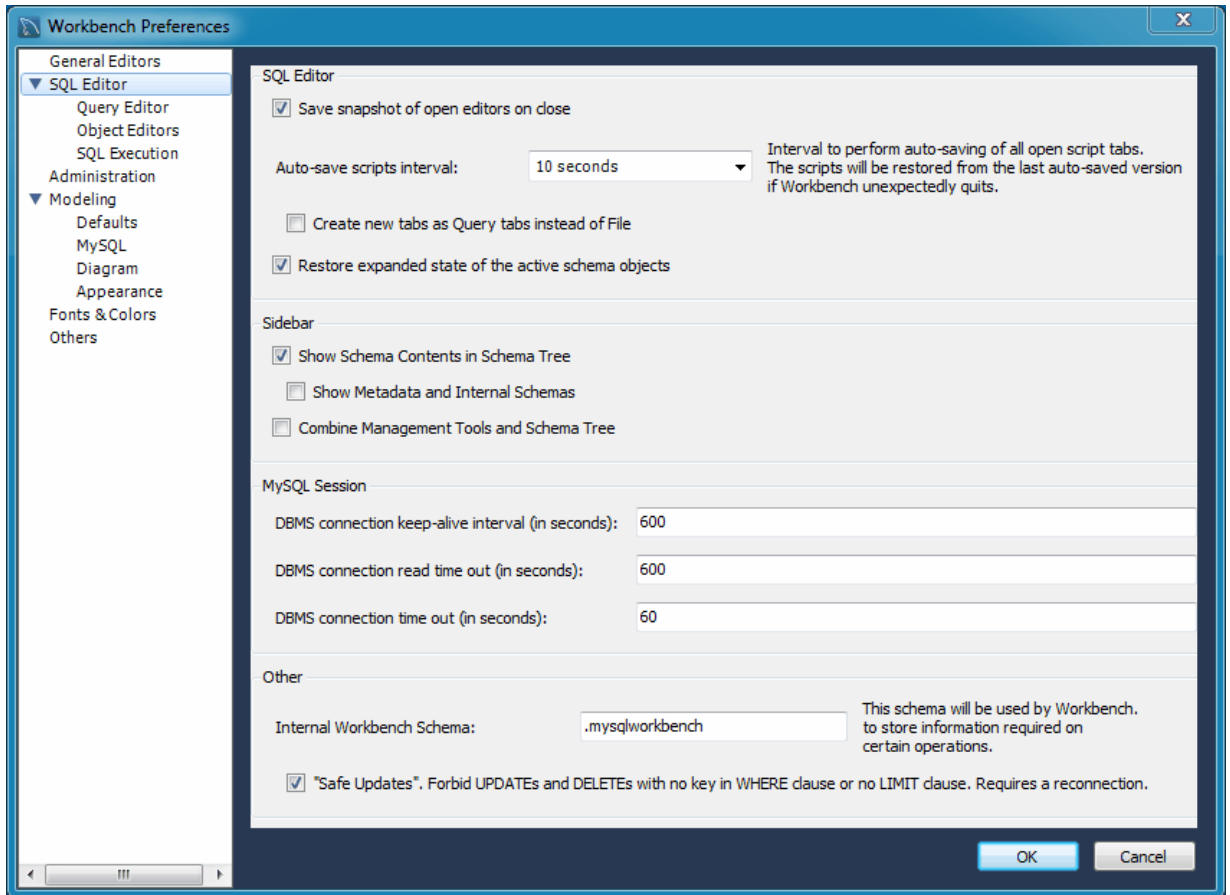 Workbench Preferences
General Editors
SQL Editor
Query Editor
Object Editors
SQL Execution
Administration
Modeling
Defaults
MySQL
Diagram
Appearance
Fonts & Colors
Others
SQL Editor
Save snapshot of open editors on close
Auto-save scripts interval:
10 seconds
Interval to perform auto-saving of all open script tabs.
The scripts will be restored from the last auto-saved version
if Workbench unexpectedly quits.
Create new tabs as Query tabs instead of File
Restore expanded state of the active schema objects
Sidebar
Show Schema Contents in Schema Tree
Show Metadata and Internal Schemas
Combine Management Tools and Schema Tree
MySQL Session
DBMS connection keep-alive interval (in seconds): 600
DBMS connection read time out (in seconds): 600
DBMS connection time out (in seconds): 60
Other
Internal Workbench Schema:
.mysqlworkbench
This schema will be used by Workbench.
to store information required on
certain operations.
"Safe Updates". Forbid UPDATEs and DELETEs with no key in WHERE clause or no LIMIT clause. Requires a reconnection.
OK Cancel